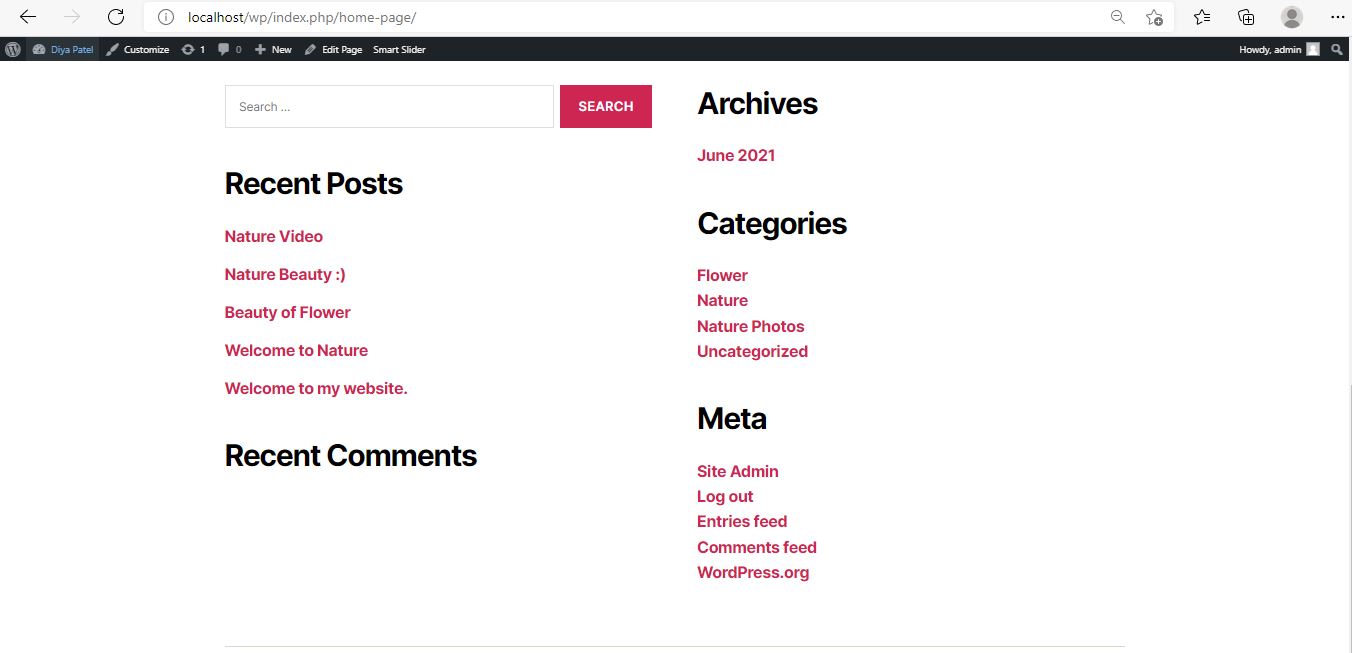 localhost/wp/index.php/home-page/
Diya Patel Customize 1 0 New Edit Page Smart Slider Howdy, admin
Search ...
SEARCH
Recent Posts
Nature Video
Nature Beauty :)
Beauty of Flower
Welcome to Nature
Welcome to my website.
Recent Comments
Archives
June 2021
Categories
Flower
Nature
Nature Photos
Uncategorized
Meta
Site Admin
Log out
Entries feed
Comments feed
WordPress.org